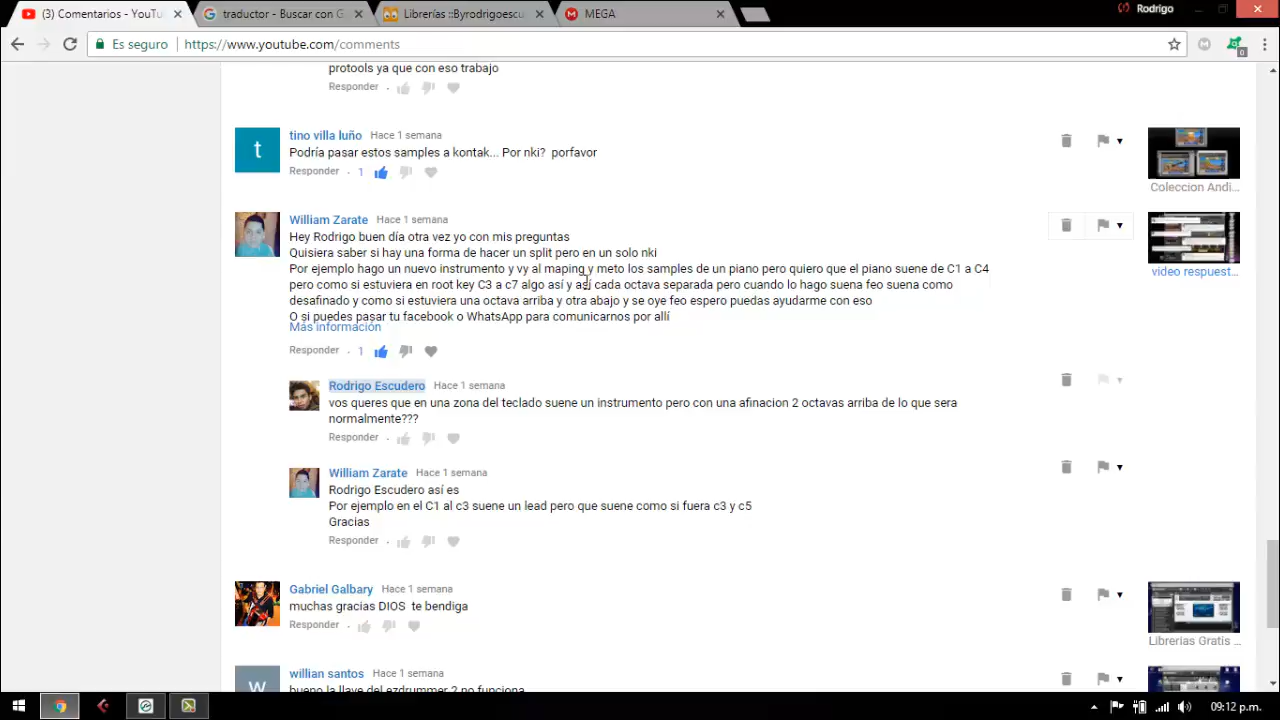 (3) Comentarios - YouTu
traductor - Buscar con G
Librerías ::Byrodrigoescu
MEGA
Rodrigo
Es seguro
https://www.youtube.com/comments
protools ya que con eso trabajo
Responder
tino villa luño Hace 1 semana
Podría pasar estos samples a kontak... Por nki? porfavor
Responder 1
Coleccion Andi...
William Zarate Hace 1 semana
Hey Rodrigo buen día otra vez yo con mis preguntas
Quisiera saber si hay una forma de hacer un split pero en un solo nki
Por ejemplo hago un nuevo instrumento y vy al maping y meto los samples de un piano pero quiero que el piano suene de C1 a C4
pero como si estuviera en root key C3 a c7 algo así y así cada octava separada pero cuando lo hago suena feo suena como
desafinado y como si estuviera una octava arriba y otra abajo y se oye feo espero puedas ayudarme con eso
O si puedes pasar tu facebook o WhatsApp para comunicarnos por allí
Más información
Responder 1
video respuest...
Rodrigo Escudero Hace 1 semana
vos queres que en una zona del teclado suene un instrumento pero con una afinacion 2 octavas arriba de lo que sera
normalmente???
Responder
William Zarate Hace 1 semana
Rodrigo Escudero así es
Por ejemplo en el C1 al c3 suene un lead pero que suene como si fuera c3 y c5
Gracias
Responder
Gabriel Galbary Hace 1 semana
muchas gracias DIOS te bendiga
Responder
Librerias Gratis ...
willian santos Hace 1 semana
bueno la llave del ezdrummer 2 no funciona
09:12 p.m.